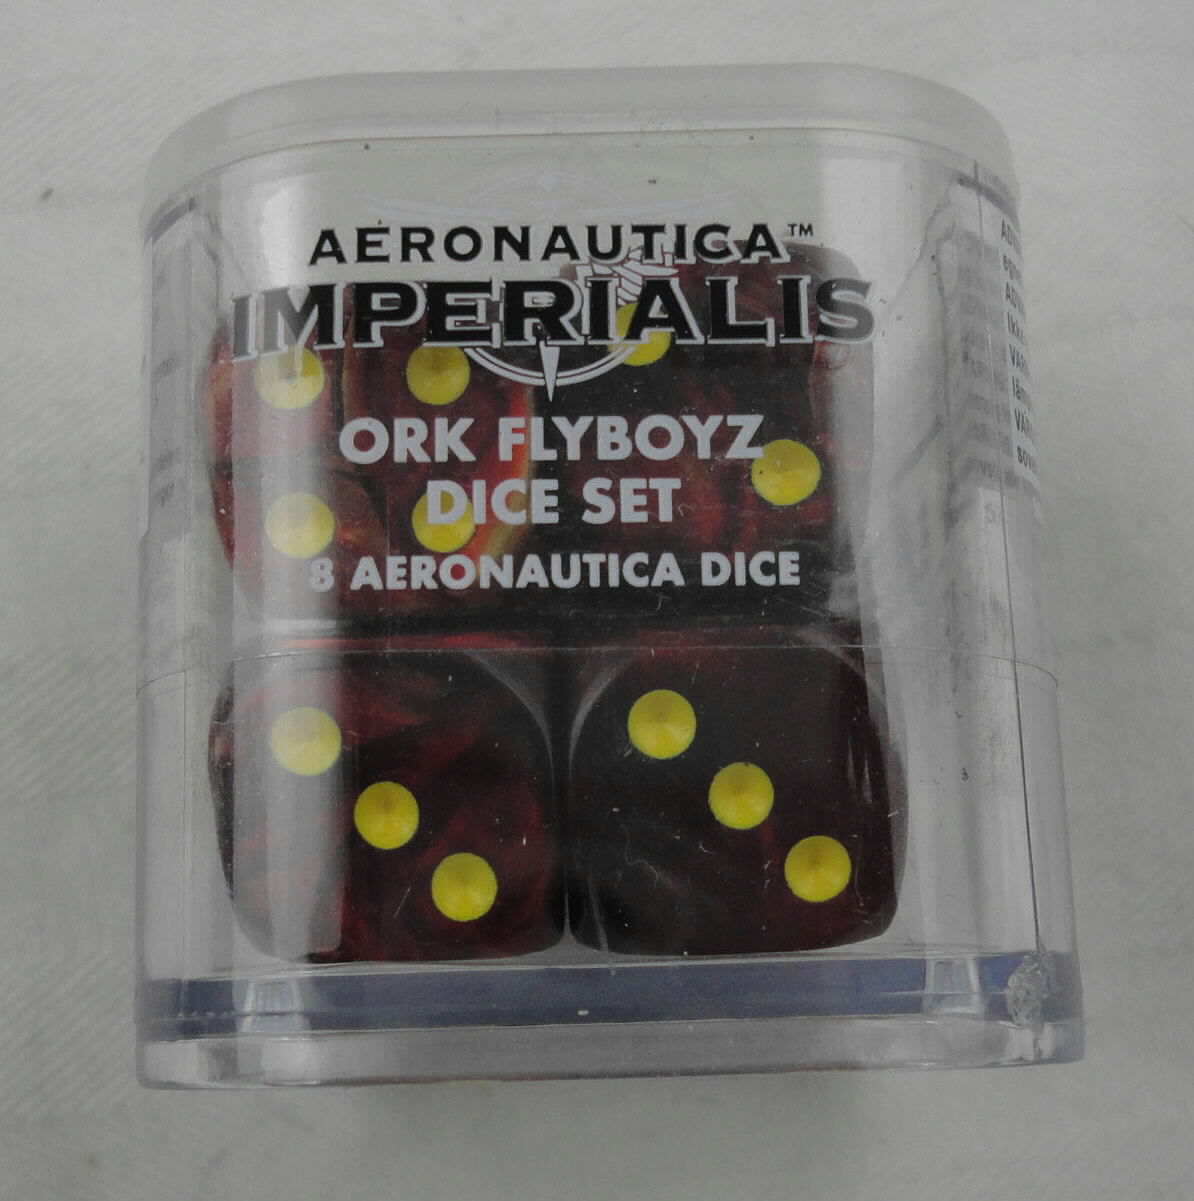 AERONAUTICA™
IMPERIALIS
ORK FLYBOYZ
DICE SET
8 AERONAUTICA DICE